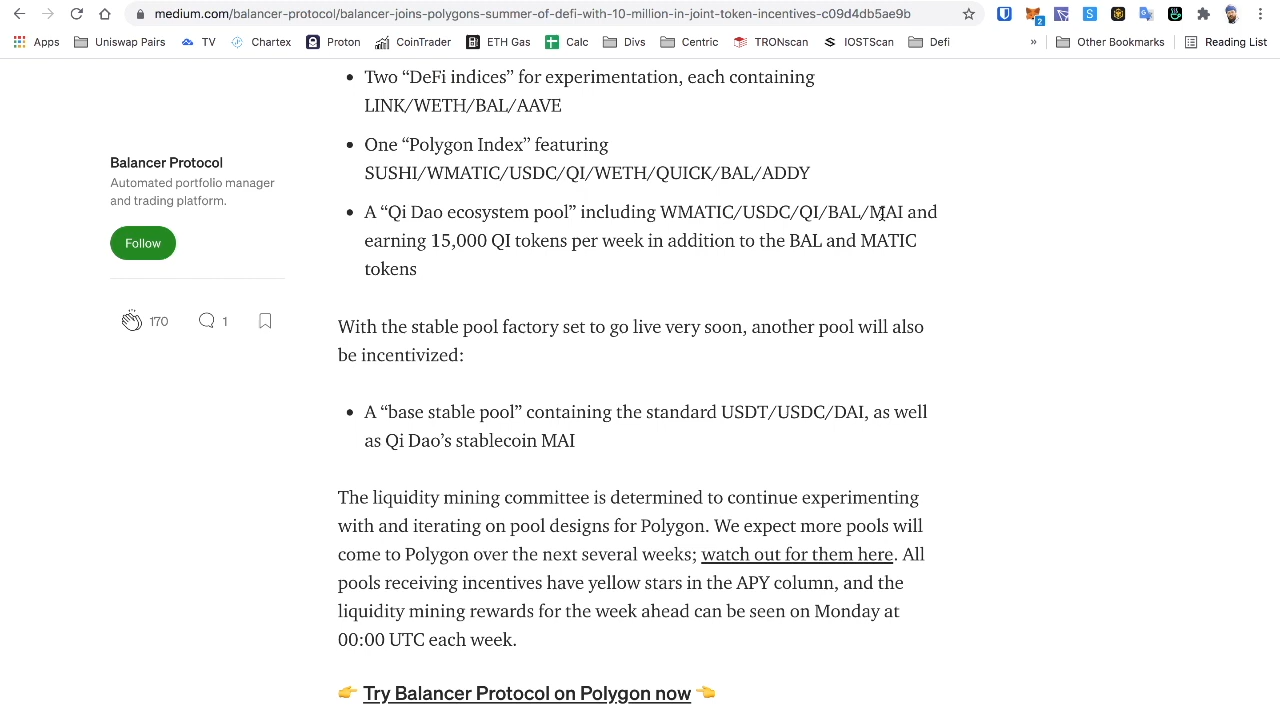 medium.com/balancer-protocol/balancer-joins-polygons-summer-of-defi-with-10-million-in-joint-token-incentives-c09d4db5ae9b
2
S
Apps
Uniswap Pairs
TV
Chartex
Proton
CoinTrader
ETH Gas
Calc
Divs
Centric
TRONscan
IOSTScan
Defi
»
Other Bookmarks
Reading List
• Two “DeFi indices” for experimentation, each containing
LINK/WETH/BAL/AAVE
• One “Polygon Index” featuring
SUSHI/WMATIC/USDC/QI/WETH/QUICK/BAL/ADDY
• A “Qi Dao ecosystem pool” including WMATIC/USDC/QI/BAL/MAI and
earning 15,000 QI tokens per week in addition to the BAL and MATIC
tokens
Balancer Protocol
Automated portfolio manager
and trading platform.
Follow
170
1
With the stable pool factory set to go live very soon, another pool will also
be incentivized:
• A “base stable pool” containing the standard USDT/USDC/DAI, as well
as Qi Dao’s stablecoin MAI
The liquidity mining committee is determined to continue experimenting
with and iterating on pool designs for Polygon. We expect more pools will
come to Polygon over the next several weeks; watch out for them here. All
pools receiving incentives have yellow stars in the APY column, and the
liquidity mining rewards for the week ahead can be seen on Monday at
00:00 UTC each week.
👉 Try Balancer Protocol on Polygon now 👈